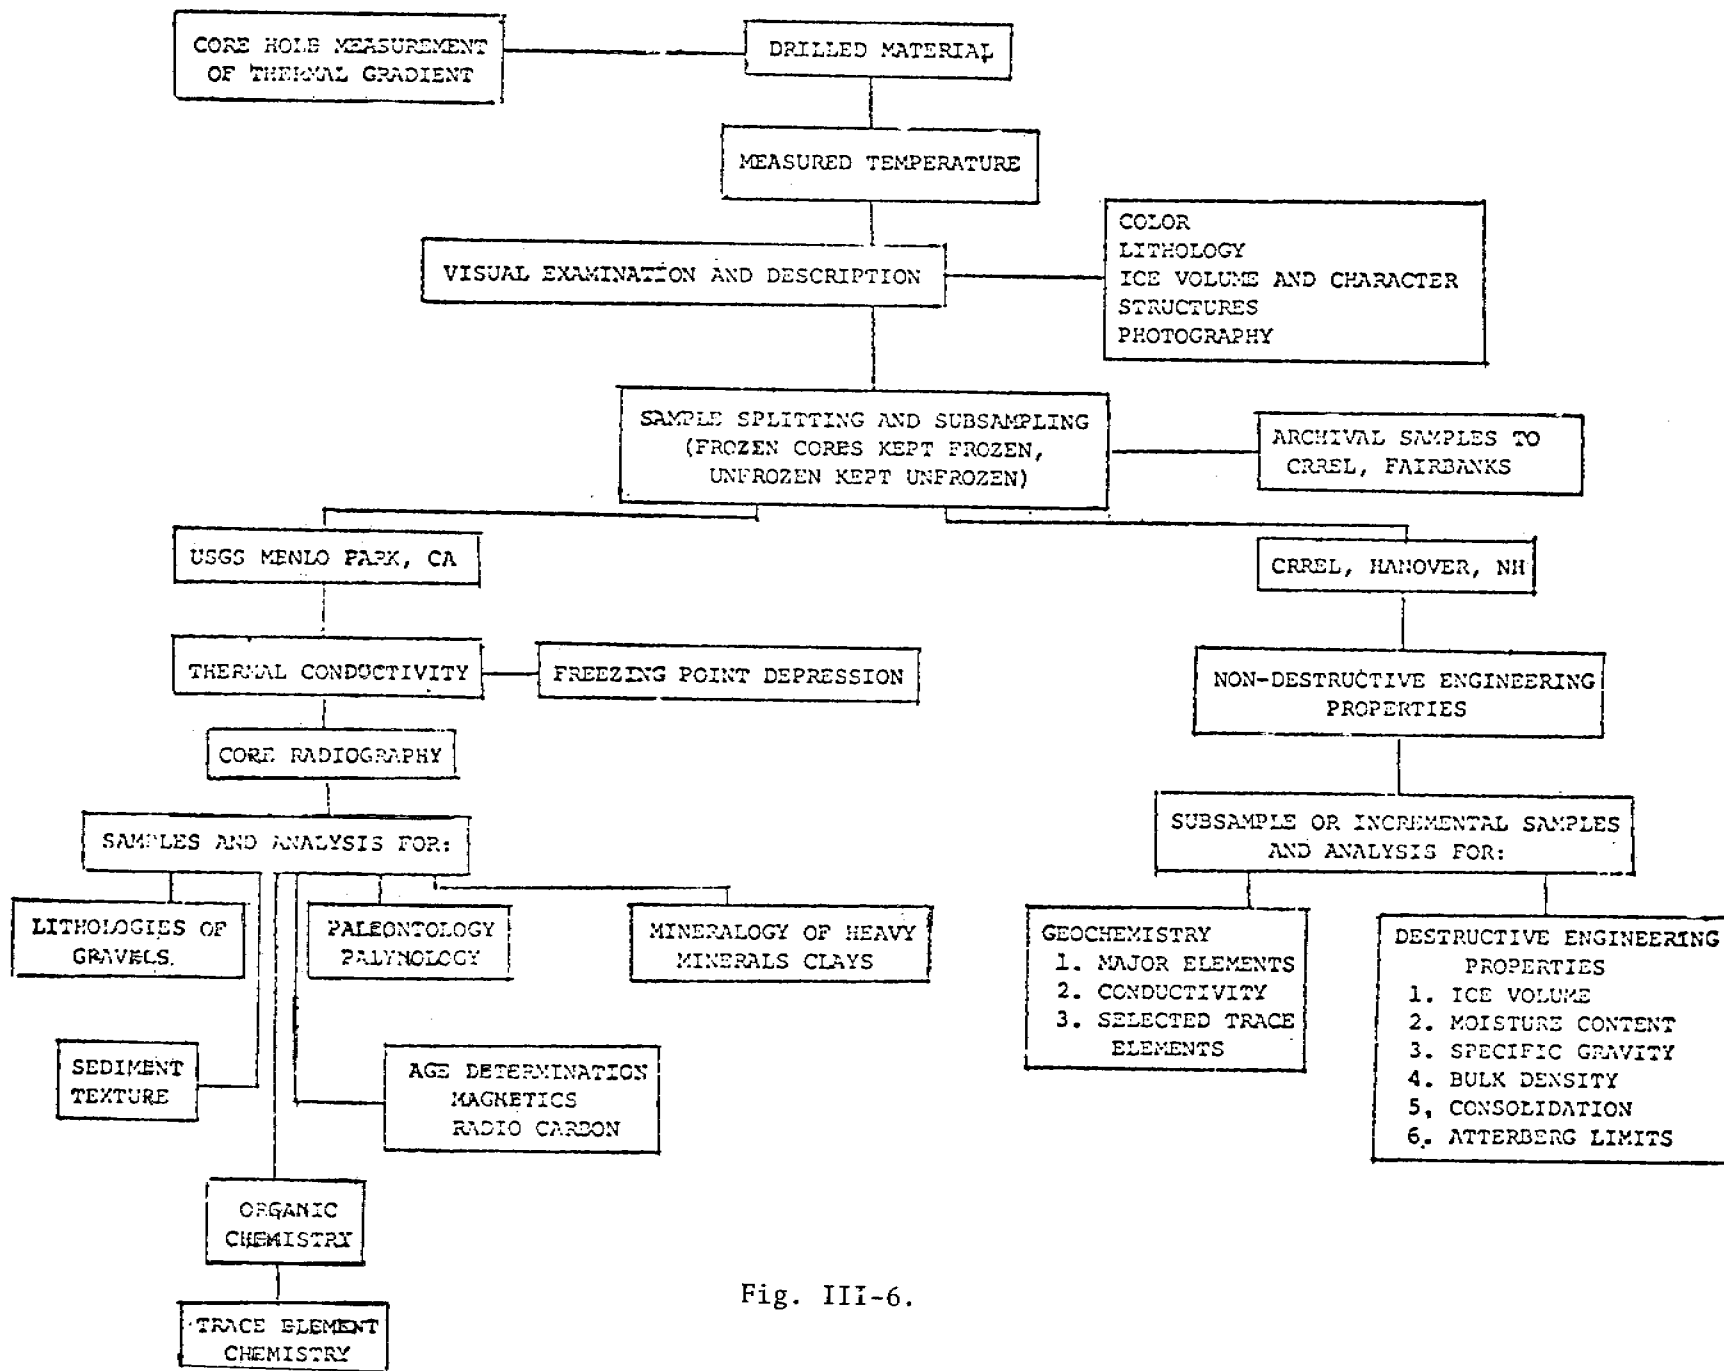 CORE HOLE MEASUREMENT
OF THERMAL GRADIENT
DRILLED MATERIAL
MEASURED TEMPERATURE
VISUAL EXAMINATION AND DESCRIPTION
COLOR
LITHOLOGY
ICE VOLUME AND CHARACTER
STRUCTURES
PHOTOGRAPHY
SAMPLE SPLITTING AND SUBSAMPLING
(FROZEN CORES KEPT FROZEN,
UNFROZEN KEPT UNFROZEN)
ARCHIVAL SAMPLES TO
CRREL, FAIRBANKS
USGS MENLO PARK, CA
CRREL, HANOVER, NH
THERMAL CONDUCTIVITY
FREEZING POINT DEPRESSION
NON-DESTRUCTIVE ENGINEERING
PROPERTIES
CORE RADIOGRAPHY
SAMPLES AND ANALYSIS FOR:
SUBSAMPLE OR INCREMENTAL SAMPLES
AND ANALYSIS FOR:
LITHOLOGIES OF
GRAVELS.
PALEONTOLOGY
PALYNOLOGY
MINERALOGY OF HEAVY
MINERALS CLAYS
GEOCHEMISTRY
1. MAJOR ELEMENTS
2. CONDUCTIVITY
3. SELECTED TRACE
ELEMENTS
DESTRUCTIVE ENGINEERING
PROPERTIES
1. ICE VOLUME
2. MOISTURE CONTENT
3. SPECIFIC GRAVITY
4. BULK DENSITY
5. CONSOLIDATION
6. ATTERBERG LIMITS
SEDIMENT
TEXTURE
AGE DETERMINATION
MAGNETICS
RADIO CARBON
ORGANIC
CHEMISTRY
TRACE ELEMENT
CHEMISTRY
Fig. III-6.